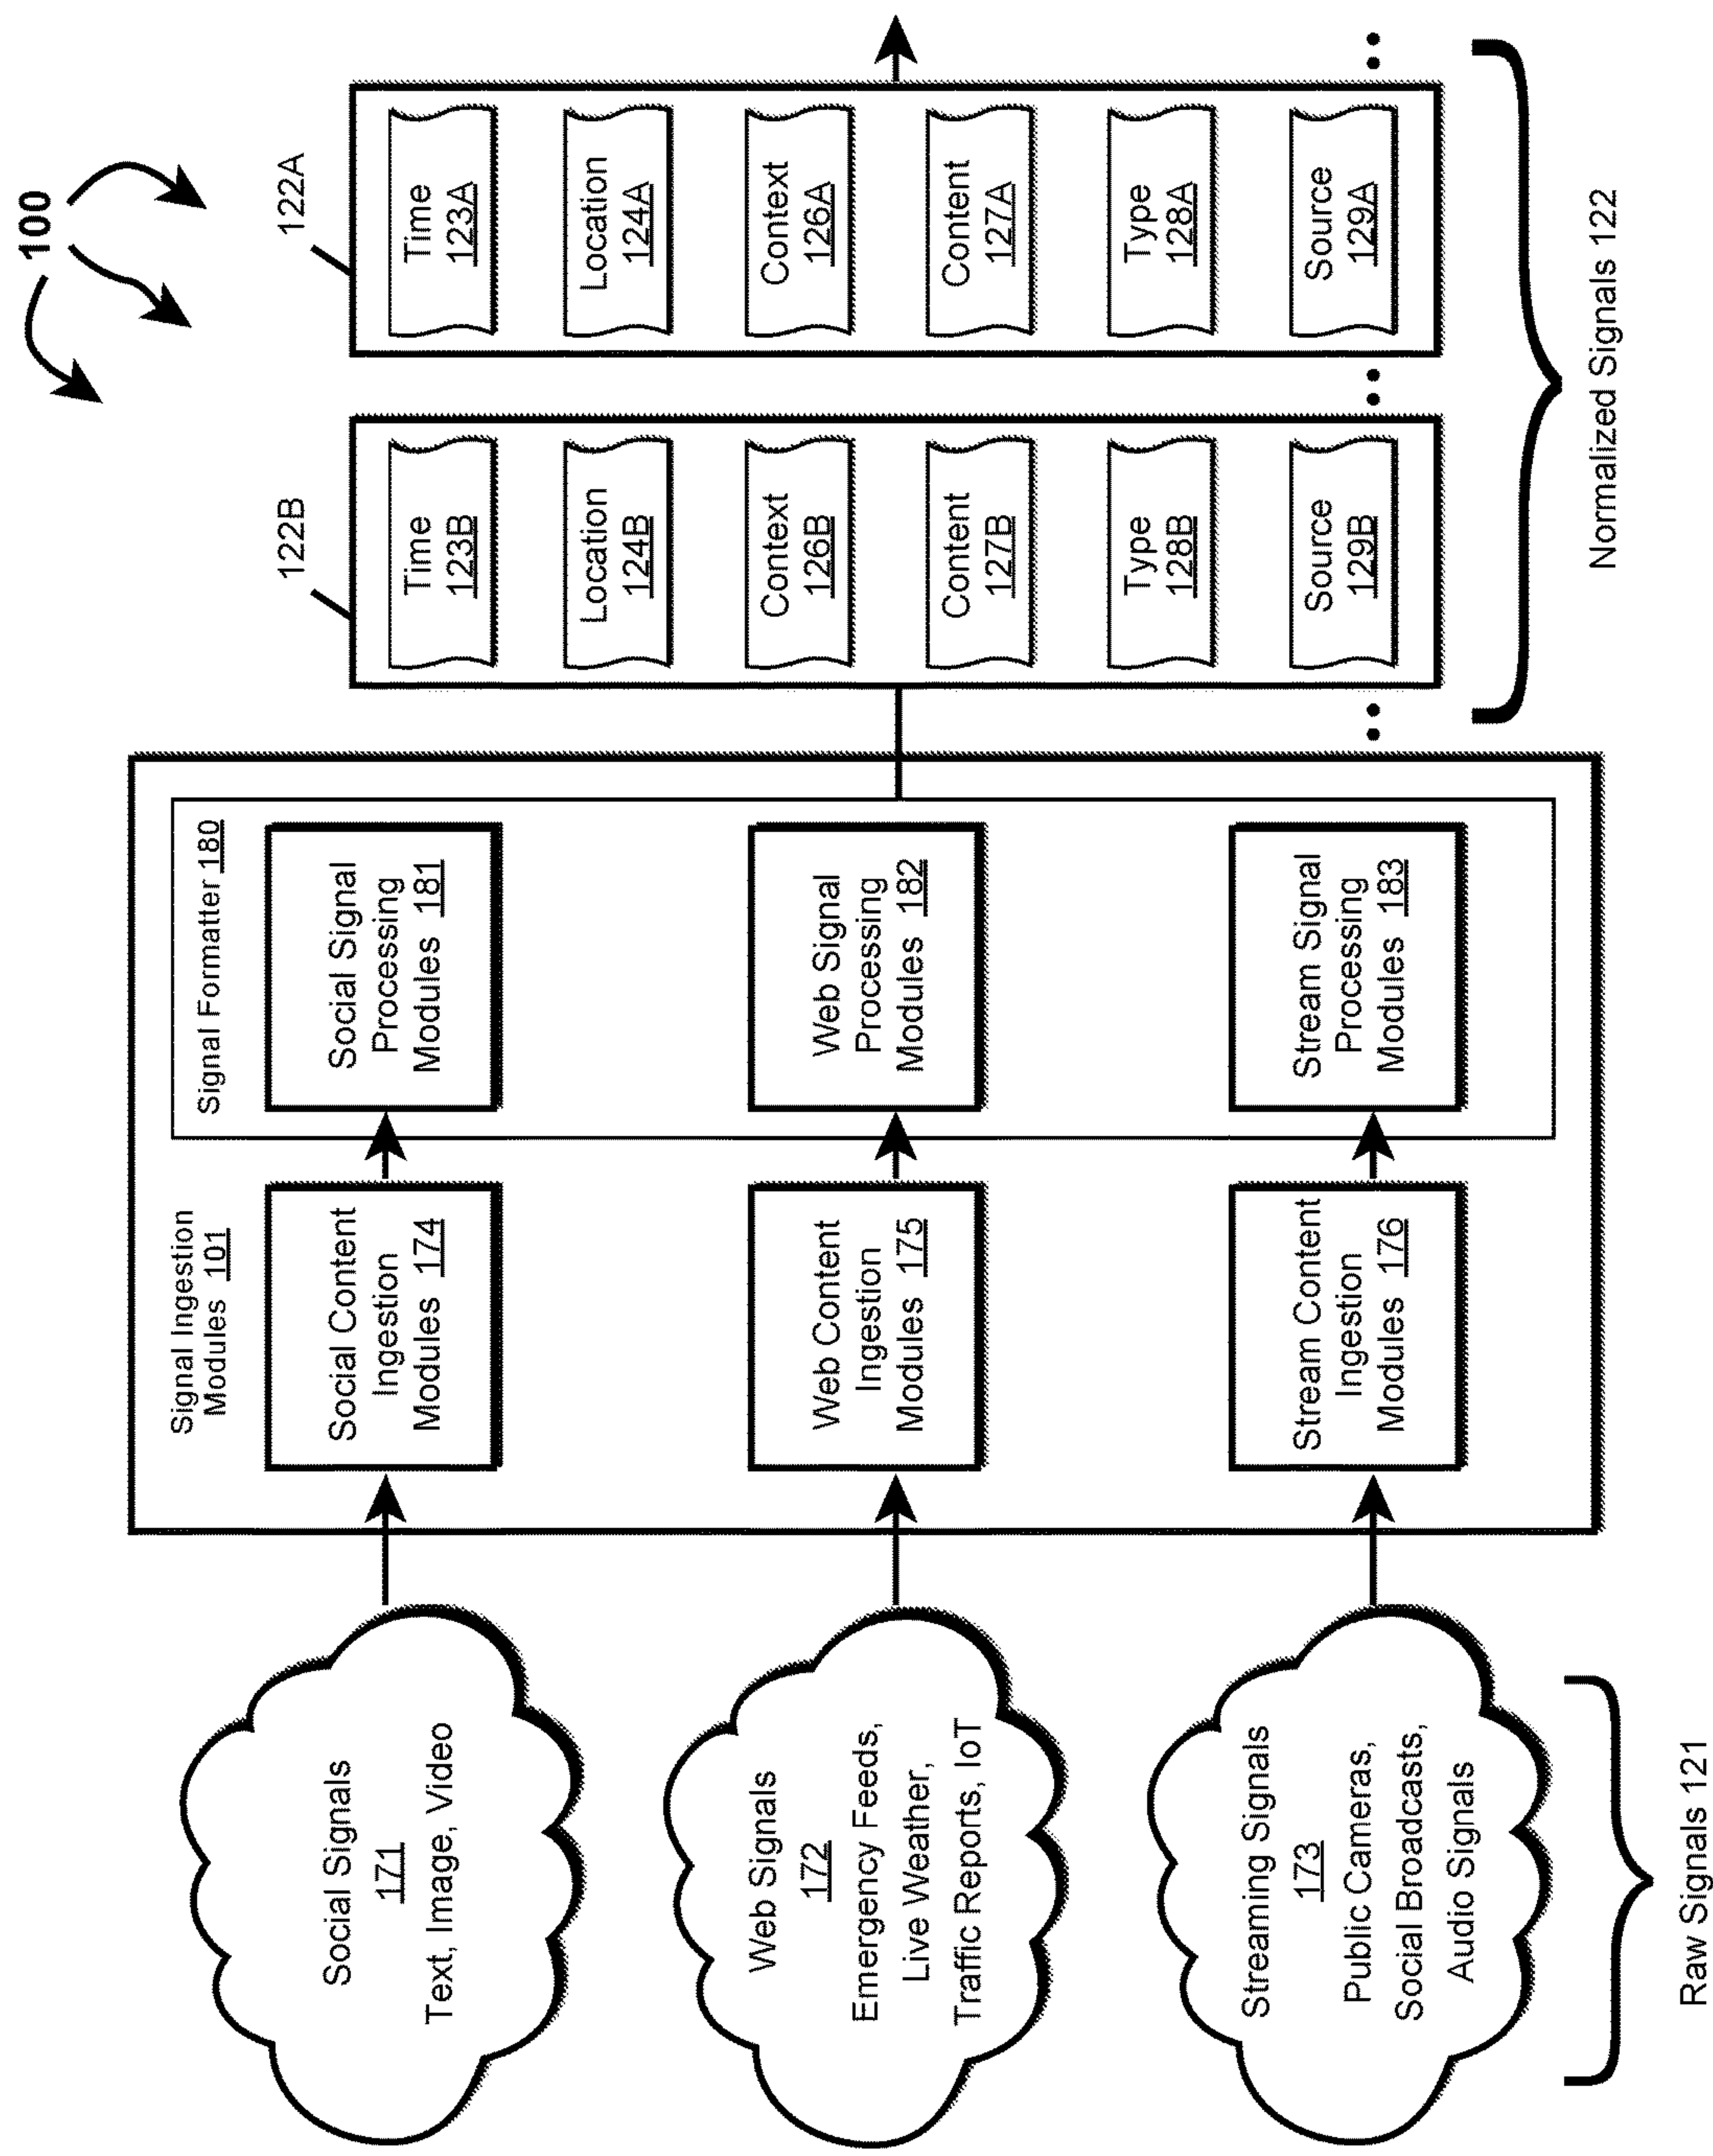 100
Social Signals
171
Text, Image, Video
Web Signals
172
Emergency Feeds,
Live Weather,
Traffic Reports, IoT
Streaming Signals
173
Public Cameras,
Social Broadcasts,
Audio Signals
Raw Signals 121
Signal Ingestion
Modules 101
Social Content
Ingestion
Modules 174
Web Content
Ingestion
Modules 175
Stream Content
Ingestion
Modules 176
Signal Formatter 180
Social Signal
Processing
Modules 181
Web Signal
Processing
Modules 182
Stream Signal
Processing
Modules 183
122B
Time
123B
Location
124B
Context
126B
Content
127B
Type
128B
Source
129B
122A
Time
123A
Location
124A
Context
126A
Content
127A
Type
128A
Source
129A
Normalized Signals 122